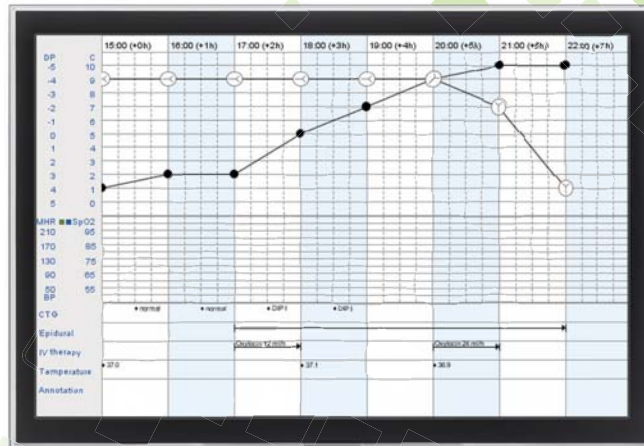 15:00 (+0h) 16:00 (+1h) 17:00 (+2h) 18:00 (+3h) 19:00 (+4h) 20:00 (+5h) 21:00 (+5h) 22:00 (+7h)
DP C
-5 10
-4 9
-3 8
-2 7
-1 6
0 5
1 4
2 3
3 2
4 1
5 0
MHR SpO2
210 95
170 85
130 75
90 65
50 55
BP
CTG normal normal DIP I DIP I
Epidural
Oxytocin 12 ml/h Oxytocin 24 ml/h
IV therapy
Temperature 37.0 37.1 36.9
Annotation